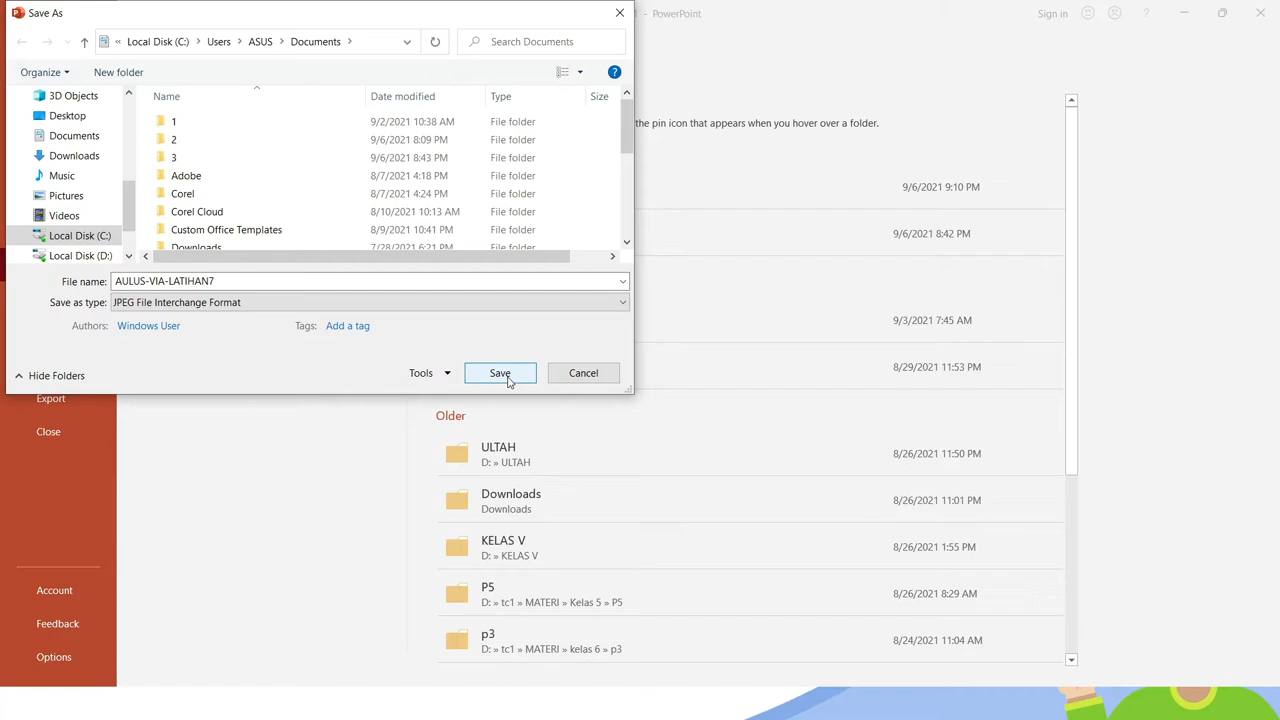 Save As
- PowerPoint
Sign in
?
Local Disk (C:) Users ASUS Documents
Search Documents
Organize New folder
?
3D Objects
Desktop
Documents
Downloads
Music
Pictures
Videos
Local Disk (C:)
Local Disk (D:)
Name Date modified Type Size
1 9/2/2021 10:38 AM File folder
2 9/6/2021 8:09 PM File folder
3 9/6/2021 8:43 PM File folder
Adobe 8/7/2021 4:18 PM File folder
Corel 8/7/2021 4:24 PM File folder
Corel Cloud 8/10/2021 10:13 AM File folder
Custom Office Templates 8/9/2021 10:41 PM File folder
Downloads 7/28/2021 6:21 PM File folder
File name: AULUS-VIA-LATIHAN7
Save as type: JPEG File Interchange Format
Authors: Windows User Tags: Add a tag
Hide Folders Tools Save Cancel
the pin icon that appears when you hover over a folder.
9/6/2021 9:10 PM
9/6/2021 8:42 PM
9/3/2021 7:45 AM
8/29/2021 11:53 PM
Export
Close
Account
Feedback
Options
Older
ULTAH 8/26/2021 11:50 PM
D: » ULTAH
Downloads 8/26/2021 11:01 PM
Downloads
KELAS V 8/26/2021 1:55 PM
D: » KELAS V
P5 8/26/2021 8:29 AM
D: » tc1 » MATERI » Kelas 5 » P5
p3 8/24/2021 11:04 AM
D: » tc1 » MATERI » kelas 6 » p3